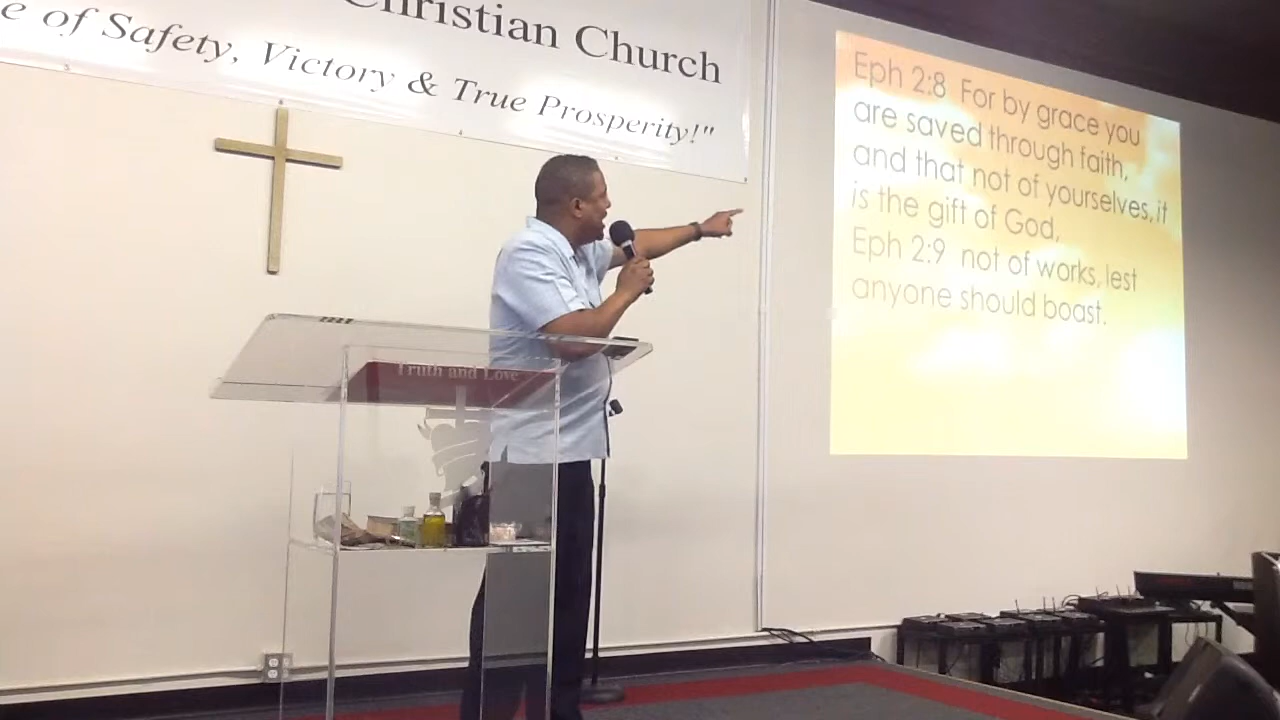 Christian Church
e of Safety, Victory & True Prosperity!"
Eph 2:8 For by grace you
are saved through faith,
and that not of yourselves, it
is the gift of God,
Eph 2:9 not of works, lest
anyone should boast.
Truth and Love